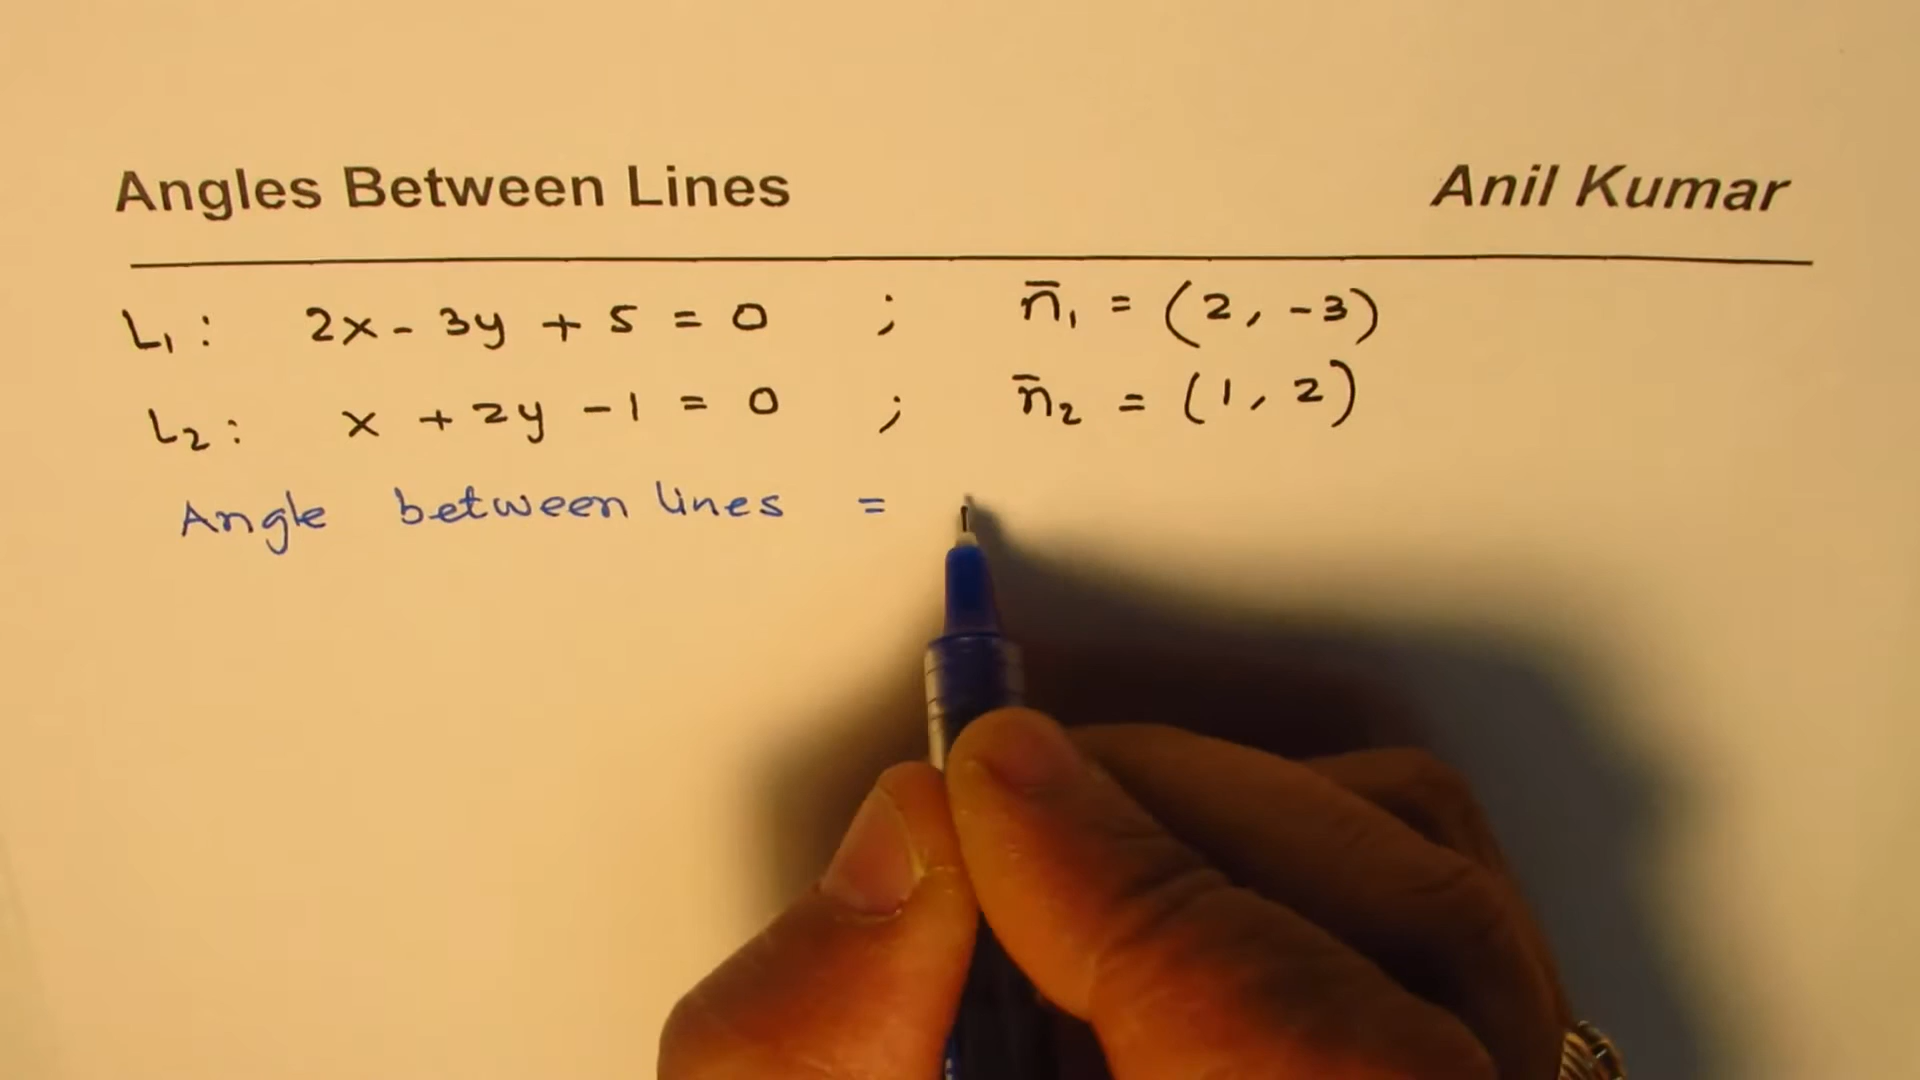 Angles Between Lines Anil Kumar
L₁: 2x - 3y + 5 = 0 ; n̄₁ = (2, -3)
L₂: x + 2y - 1 = 0 ; n̄₂ = (1, 2)
Angle between lines =